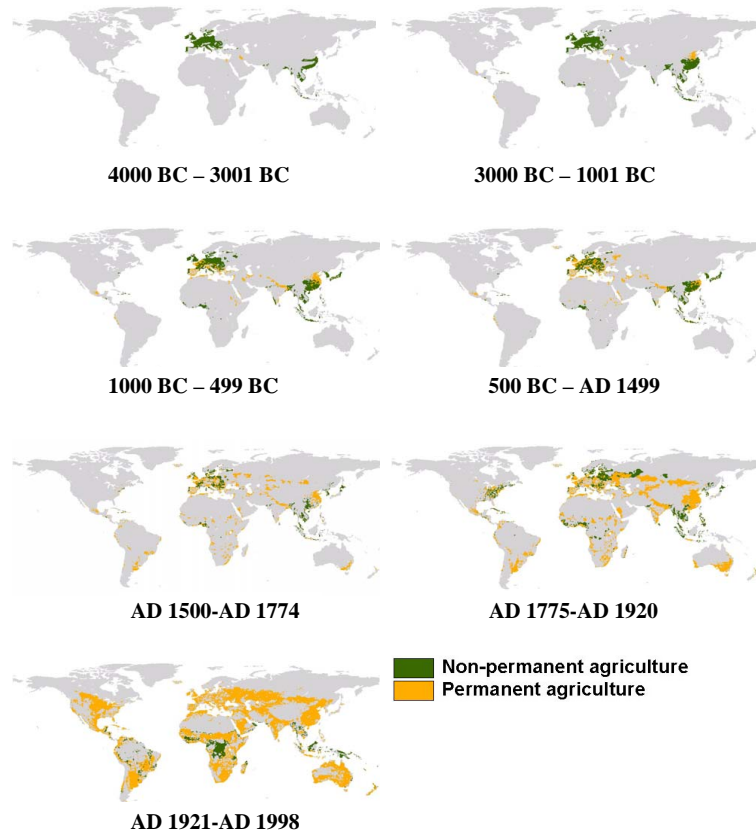 4000 BC – 3001 BC
3000 BC – 1001 BC
1000 BC – 499 BC
500 BC – AD 1499
AD 1500-AD 1774
AD 1775-AD 1920
Non-permanent agriculture
Permanent agriculture
AD 1921-AD 1998